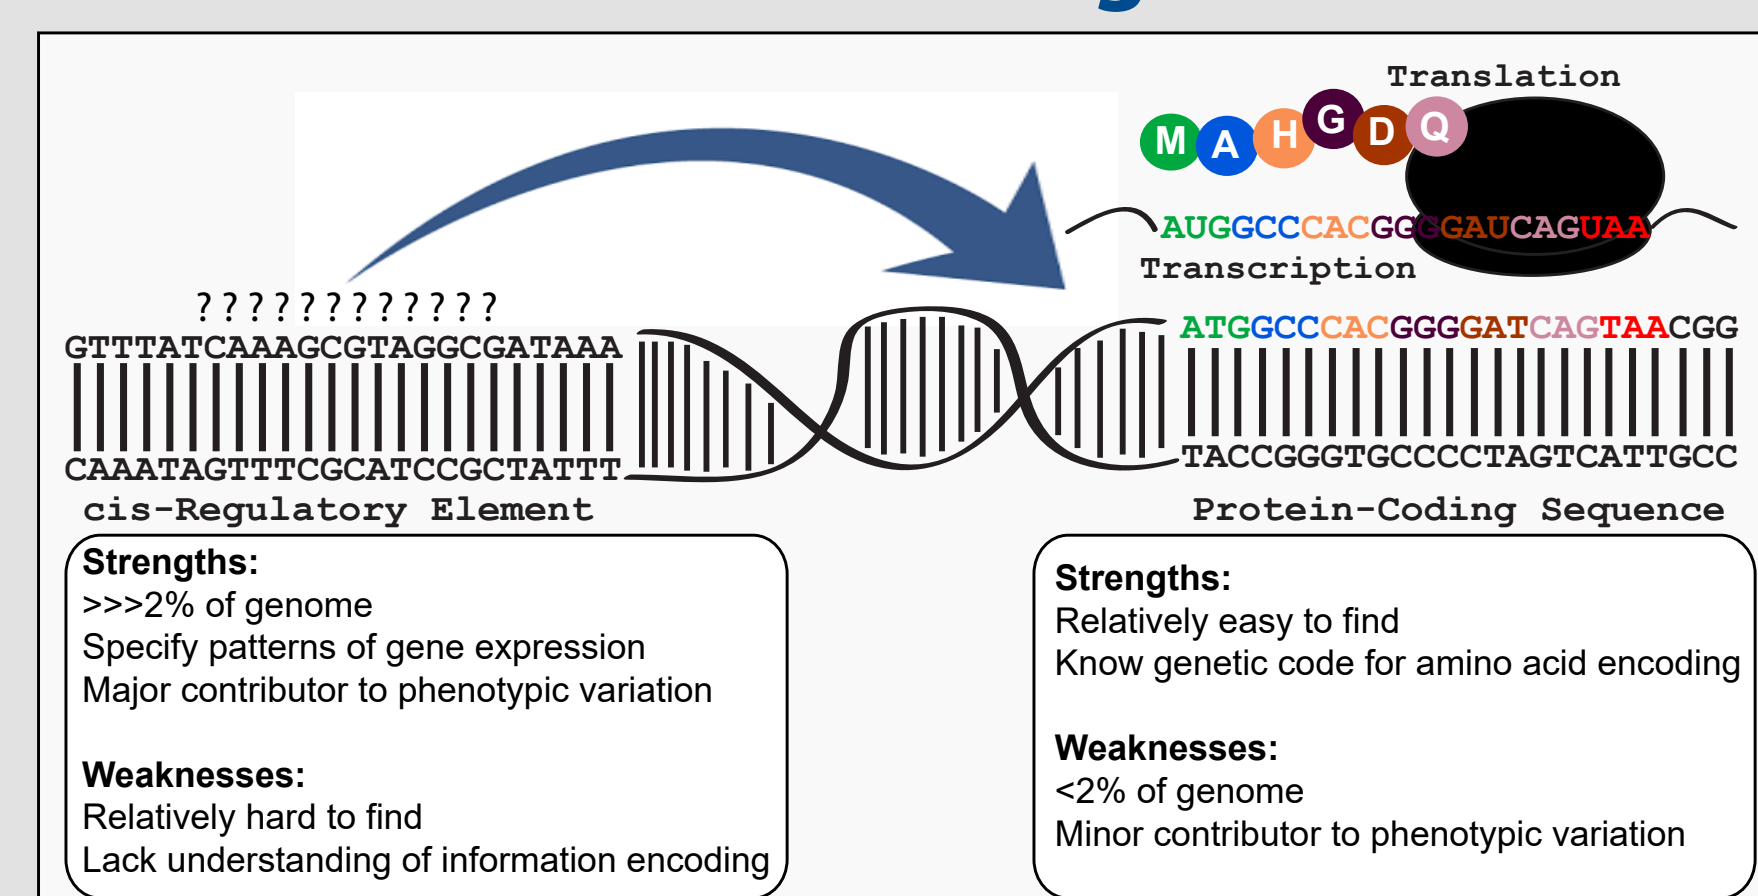 Translation
M A H G D Q
AUGGCCCACGGGGAUCAGUAA
Transcription
????????????
GTTTATCAAAGCGTAGGCGATAAA
ATGGCCCACGGGGATCAGTAACGG
CAAATAGTTTCGCATCCGCTATTT
TACCGGGTGCCCCTAGTCATTGCC
cis-Regulatory Element
Protein-Coding Sequence
Strengths:
>>>2% of genome
Specify patterns of gene expression
Major contributor to phenotypic variation
Weaknesses:
Relatively hard to find
Lack understanding of information encoding
Strengths:
Relatively easy to find
Know genetic code for amino acid encoding
Weaknesses:
<2% of genome
Minor contributor to phenotypic variation